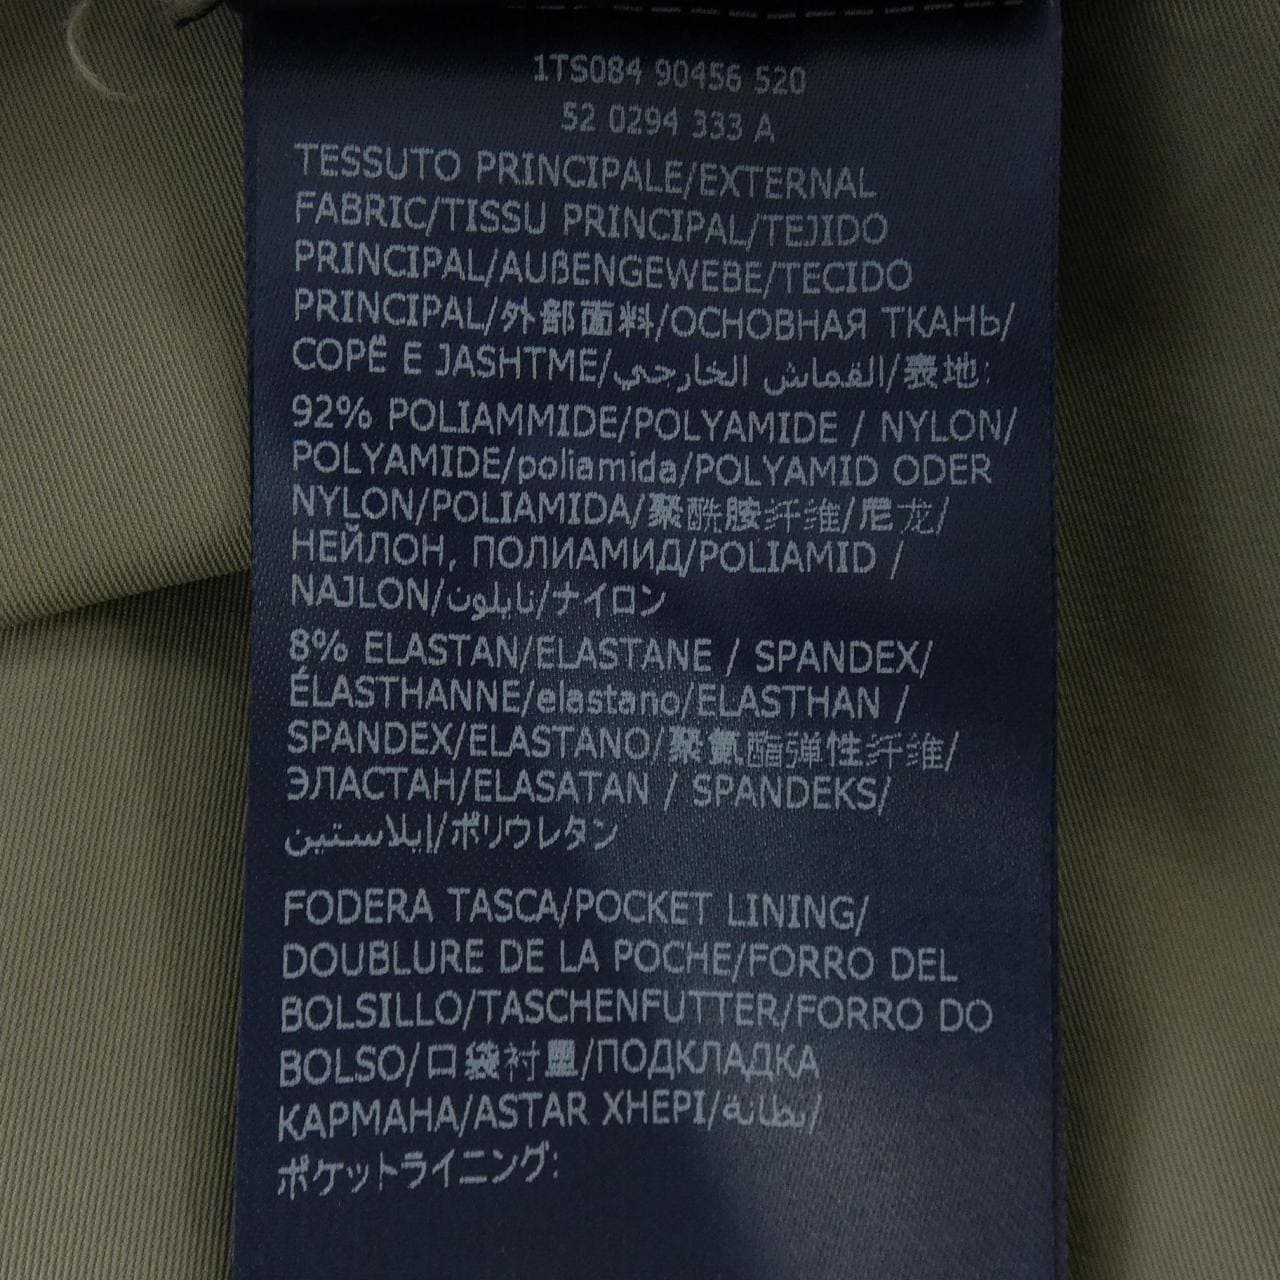 1TS084 90456 520
52 0294 333 A
TESSUTO PRINCIPALE/EXTERNAL
FABRIC/TISSU PRINCIPAL/TEJIDO
PRINCIPAL/AUßENGEWEBE/TECIDO
PRINCIPAL/外部面料/ОСНОВНАЯ ТКАНЬ/
COPË E JASHTME/القماش الخارجي/表地:
92% POLIAMMIDE/POLYAMIDE / NYLON/
POLYAMIDE/poliamida/POLYAMID ODER
NYLON/POLIAMIDA/聚酰胺纤维/尼龙/
НЕЙЛОН, ПОЛИАМИД/POLIAMID /
NAJLON/نايلون/ナイロン
8% ELASTAN/ELASTANE / SPANDEX/
ÉLASTHANNE/elastano/ELASTHAN /
SPANDEX/ELASTANO/聚氨酯弹性纤维/
ЭЛАСТАН/ELASATAN / SPANDEKS/
إيلاستين/ポリウレタン
FODERA TASCA/POCKET LINING/
DOUBLURE DE LA POCHE/FORRO DEL
BOLSILLO/TASCHENFUTTER/FORRO DO
BOLSO/口袋衬里/ПОДКЛАДКА
КАРМАНА/ASTAR XHEPI/بطانة/
ポケットライニング: